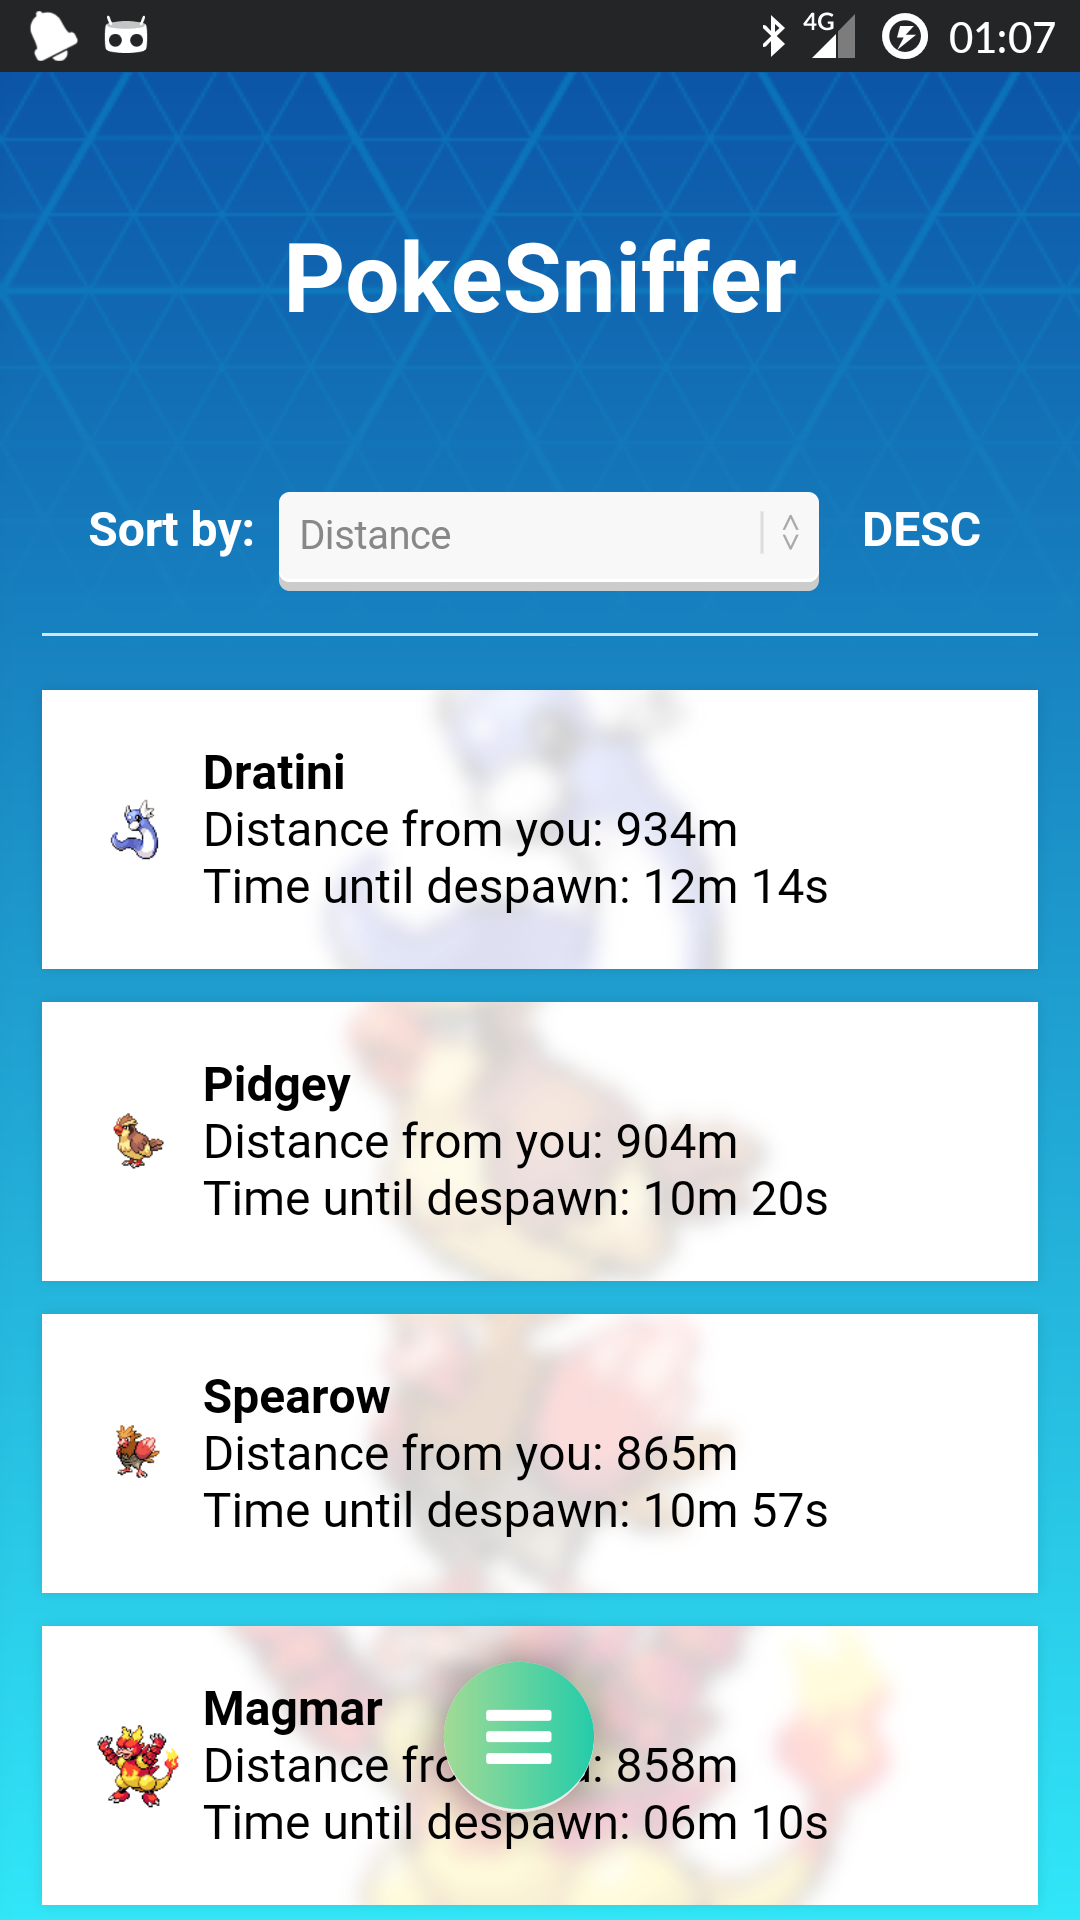 4G 01:07
PokeSniffer
Sort by: Distance DESC
Dratini
Distance from you: 934m
Time until despawn: 12m 14s
Pidgey
Distance from you: 904m
Time until despawn: 10m 20s
Spearow
Distance from you: 865m
Time until despawn: 10m 57s
Magmar
Distance : 858m
Time until despawn: 06m 10s